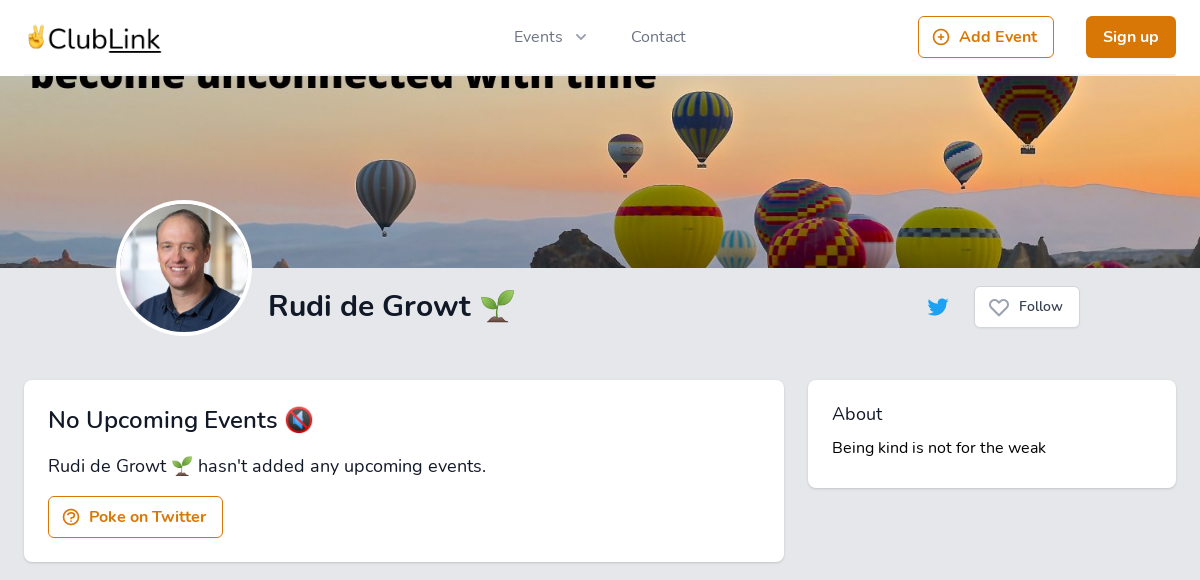 ✌ClubLink
Events
Contact
Add Event
Sign up
become unconnected with time
Rudi de Growt 🌱
Follow
No Upcoming Events 🔇
Rudi de Growt 🌱 hasn't added any upcoming events.
Poke on Twitter
About
Being kind is not for the weak